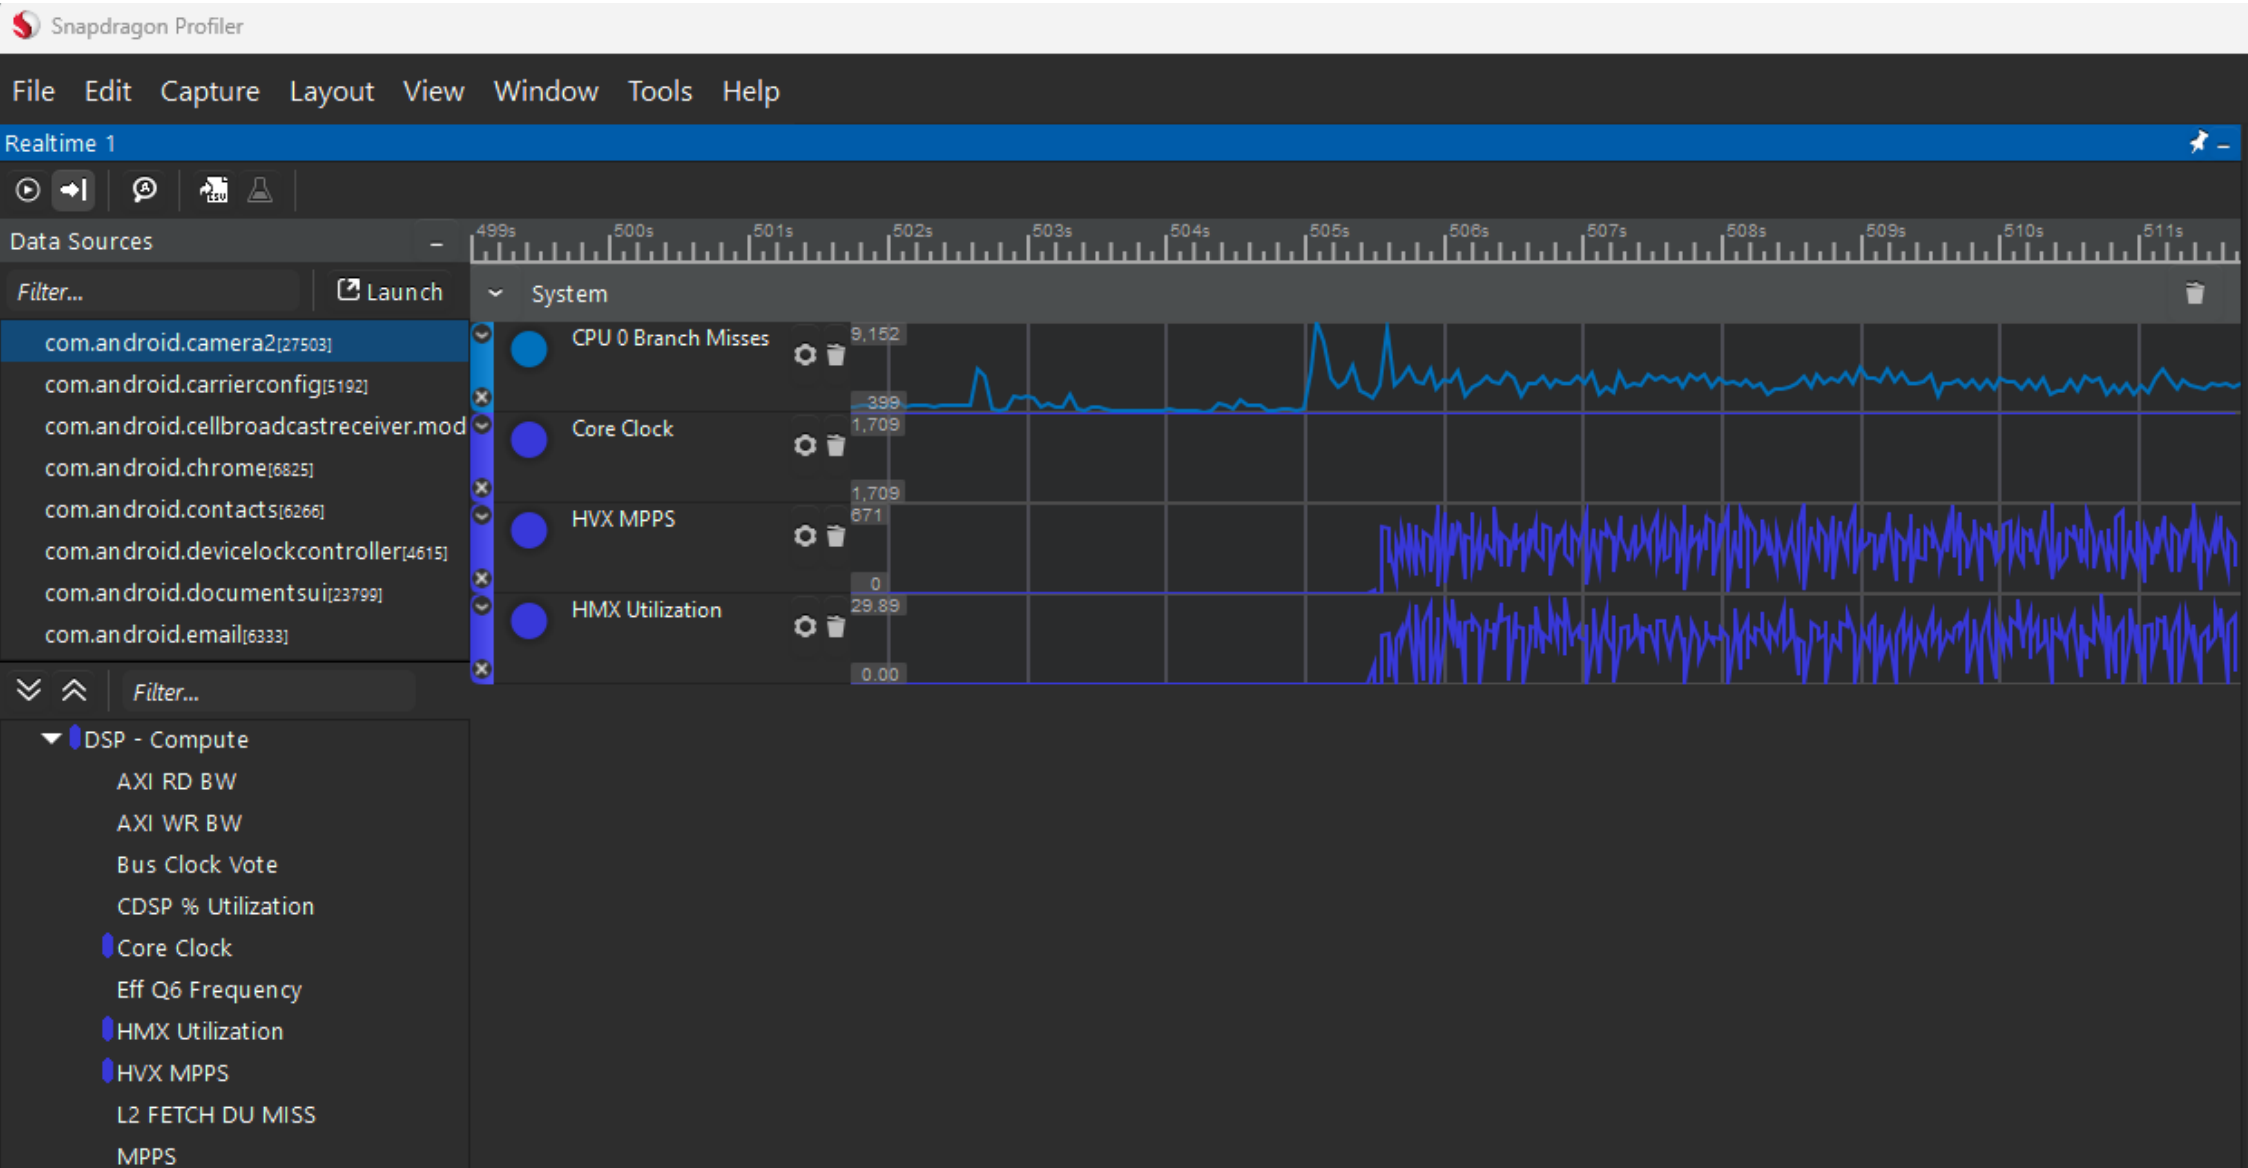 Snapdragon Profiler
File Edit Capture Layout View Window Tools Help
Realtime 1
Data Sources
499s 500s 501s 502s 503s 504s 505s 506s 507s 508s 509s 510s 511s
Filter... Launch
System
com.android.camera2[27503]
com.android.carrierconfig[5192]
com.android.cellbroadcastreceiver.mod
com.android.chrome[6825]
com.android.contacts[6266]
com.android.devicelockcontroller[4615]
com.android.documentsui[23799]
com.android.email[6333]
CPU 0 Branch Misses
9,152
399
Core Clock
1,709
1,709
HVX MPPS
671
0
HMX Utilization
29.89
0.00
Filter...
DSP - Compute
AXI RD BW
AXI WR BW
Bus Clock Vote
CDSP % Utilization
Core Clock
Eff Q6 Frequency
HMX Utilization
HVX MPPS
L2 FETCH DU MISS
MPPS